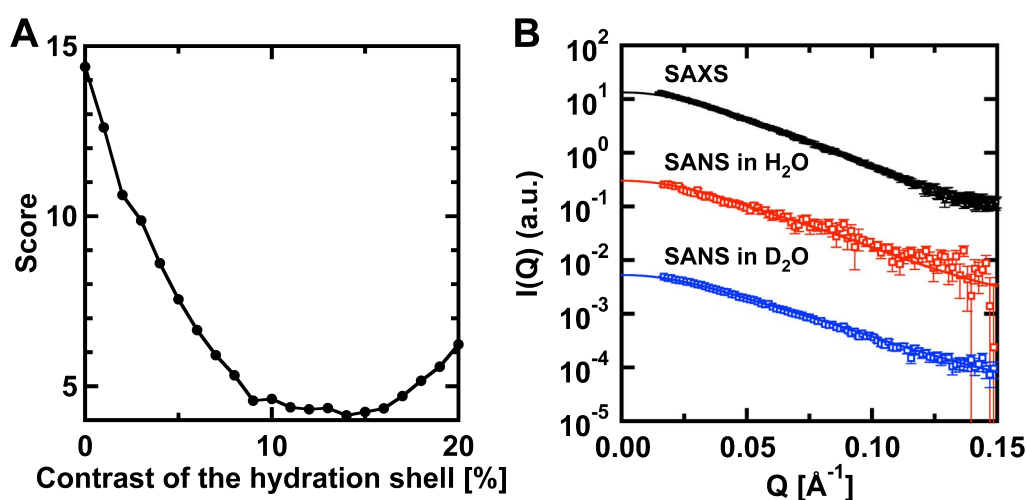 A
Score
15
10
5
0
10
20
Contrast of the hydration shell [%]
B
I(Q) (a.u.)
10²
10¹
10⁰
10⁻¹
10⁻²
10⁻³
10⁻⁴
10⁻⁵
SAXS
SANS in H₂O
SANS in D₂O
0.00
0.05
0.10
0.15
Q [Å⁻¹]